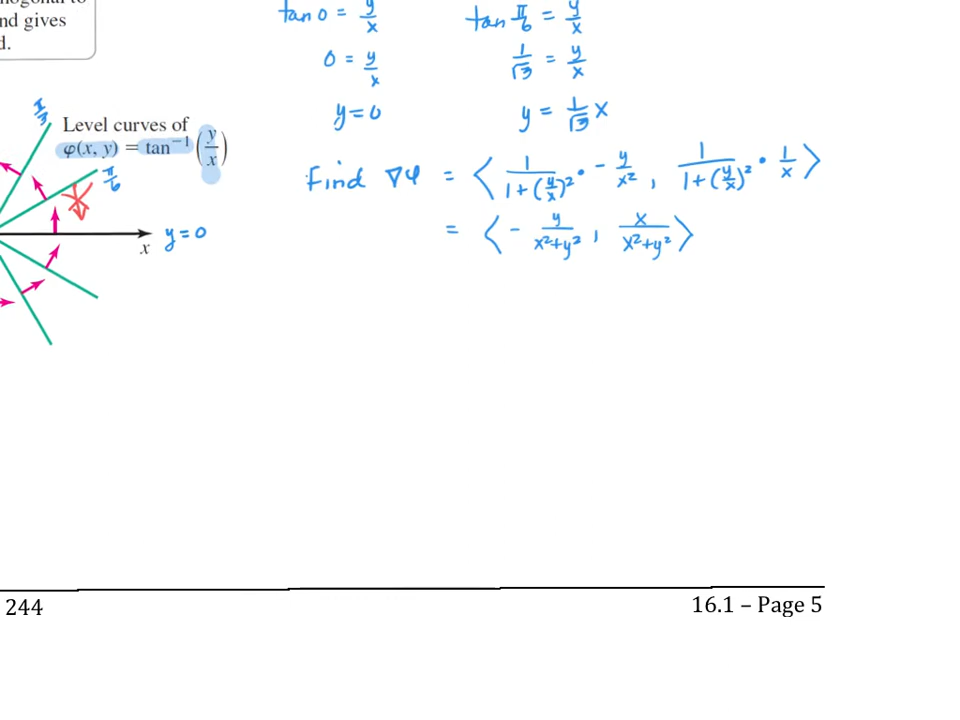 nd gives
d.
tan 0 = y/x
0 = y/x
y = 0
tan π/6 = y/x
1/√3 = y/x
y = 1/√3 x
π/3
Level curves of
φ(x, y) = tan⁻¹(y/x)
π/6
x
y = 0
Find ∇φ = ⟨ 1/(1+(y/x)²) · -y/x², 1/(1+(y/x)²) · 1/x ⟩
= ⟨ -y/(x²+y²), x/(x²+y²) ⟩
244
16.1 – Page 5